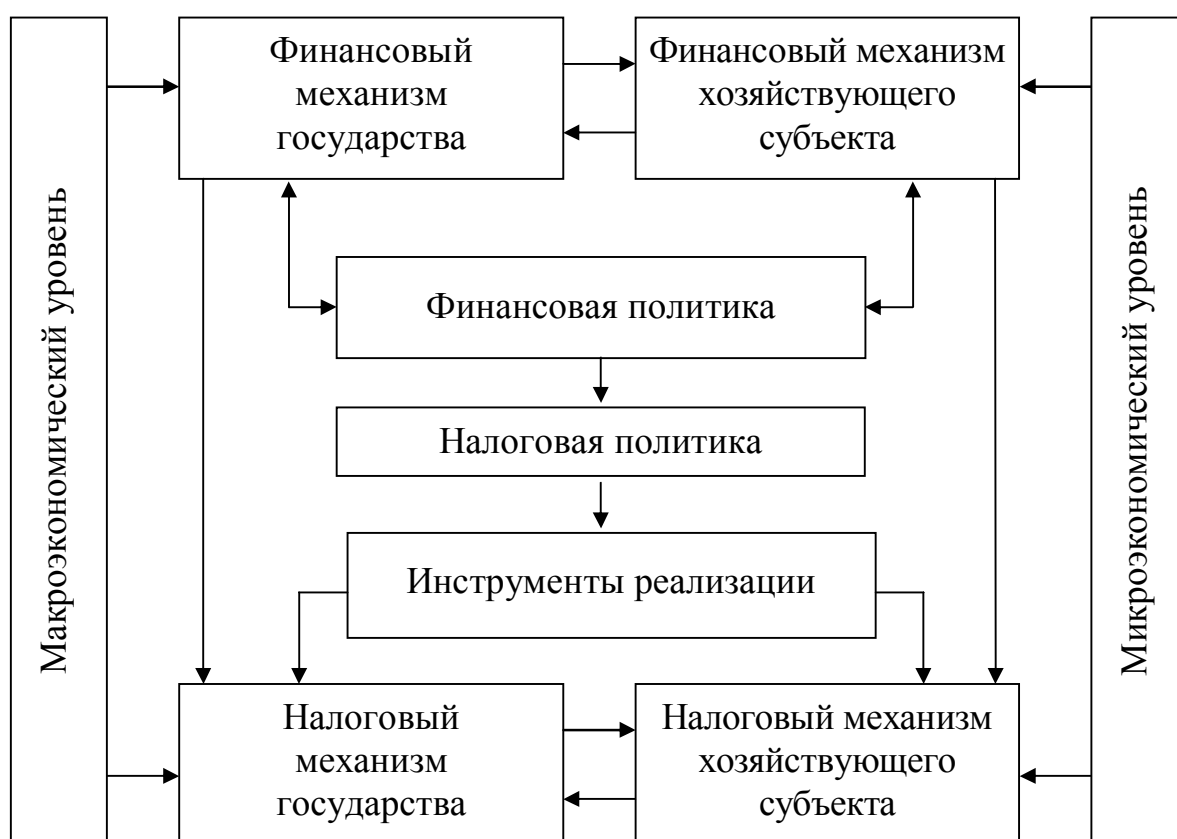 Макроэкономический уровень
Финансовый
механизм
государства
Финансовый механизм
хозяйствующего
субъекта
Финансовая политика
Налоговая политика
Инструменты реализации
Налоговый
механизм
государства
Налоговый механизм
хозяйствующего
субъекта
Микроэкономический уровень